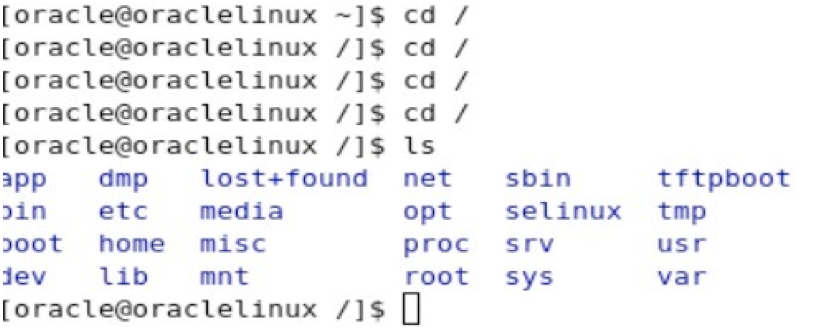 [oracle@oraclelinux ~]$ cd /
[oracle@oraclelinux /]$ cd /
[oracle@oraclelinux /]$ cd /
[oracle@oraclelinux /]$ cd /
[oracle@oraclelinux /]$ ls
app dmp lost+found net sbin tftpboot
bin etc media opt selinux tmp
boot home misc proc srv usr
dev lib mnt root sys var
[oracle@oraclelinux /]$